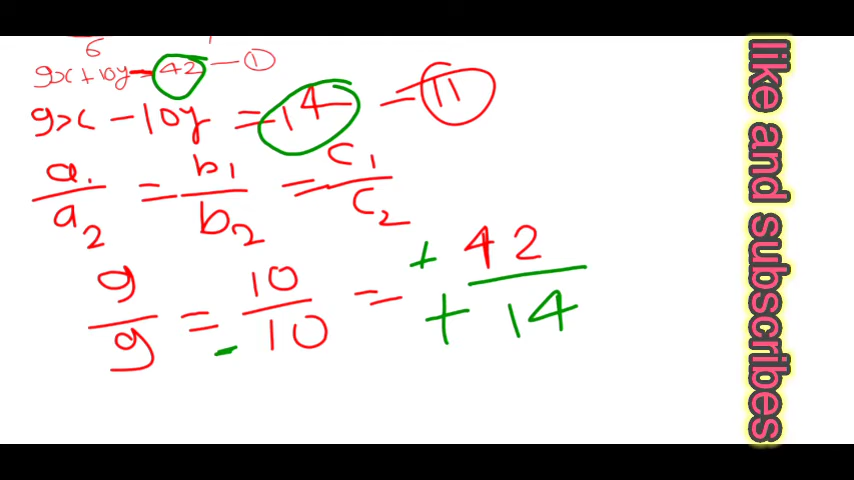 6
9x + 10y = 42 — ①
9x - 10y = 14 = 11
a1/a2 = b1/b2 = c1/c2
9/9 = 10/-10 = +42/+14
like and subscribes